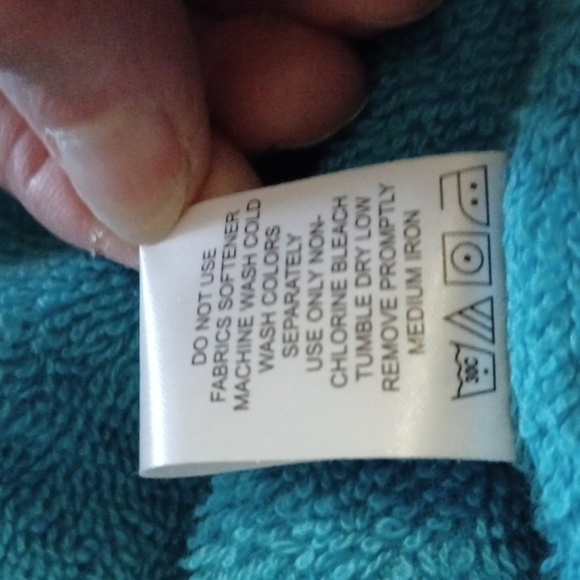 DO NOT USE
FABRICS SOFTENER.
MACHINE WASH COLD
WASH COLORS
SEPARATELY
USE ONLY NON-
CHLORINE BLEACH
TUMBLE DRY LOW
REMOVE PROMPTLY
MEDIUM IRON
30C